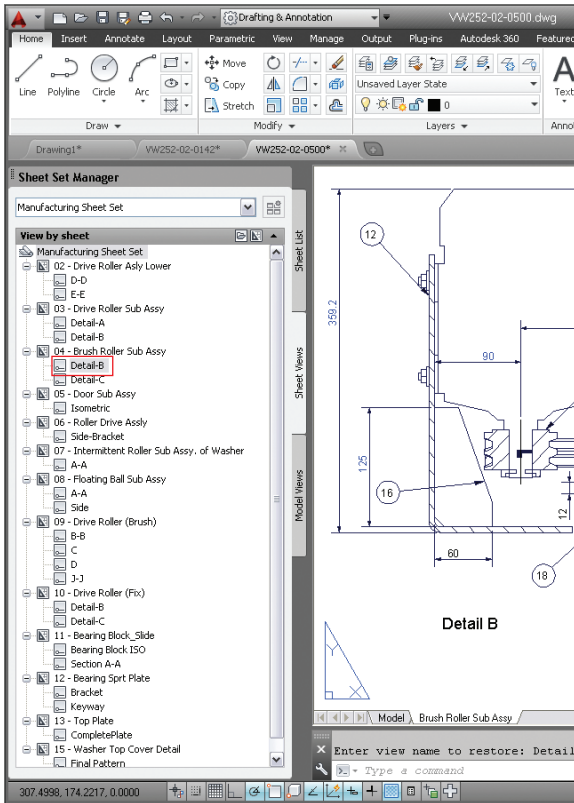 Drafting & Annotation
VW252-02-0500.dwg
Home Insert Annotate Layout Parametric View Manage Output Plug-ins Autodesk 360 Featured
Line Polyline Circle Arc
Move
Copy
Stretch
Unsaved Layer State
0
Text
Draw Modify Layers Anno
Drawing1* VW252-02-0142* VW252-02-0500*
Sheet Set Manager
Manufacturing Sheet Set
View by sheet
Manufacturing Sheet Set
02 - Drive Roller Asly Lower
D-D
E-E
03 - Drive Roller Sub Assy
Detail-A
Detail-B
04 - Brush Roller Sub Assy
Detail-B
Detail-C
05 - Door Sub Assy
Isometric
06 - Roller Drive Assly
Side-Bracket
07 - Intermittent Roller Sub Assy. of Washer
A-A
08 - Floating Ball Sub Assy
A-A
Side
09 - Drive Roller (Brush)
B-B
C
D
J-J
10 - Drive Roller (Fix)
Detail-B
Detail-C
11 - Bearing Block_Slide
Bearing Block ISO
Section A-A
12 - Bearing Sprt Plate
Bracket
Keyway
13 - Top Plate
CompletePlate
15 - Washer Top Cover Detail
Final Pattern
Sheet List
Sheet Views
Model Views
12
359.2
90
125
16
12
60
18
Detail B
Y
X
Model Brush Roller Sub Assy
Enter view name to restore: Detail
Type a command
307.4998, 174.2217, 0.0000